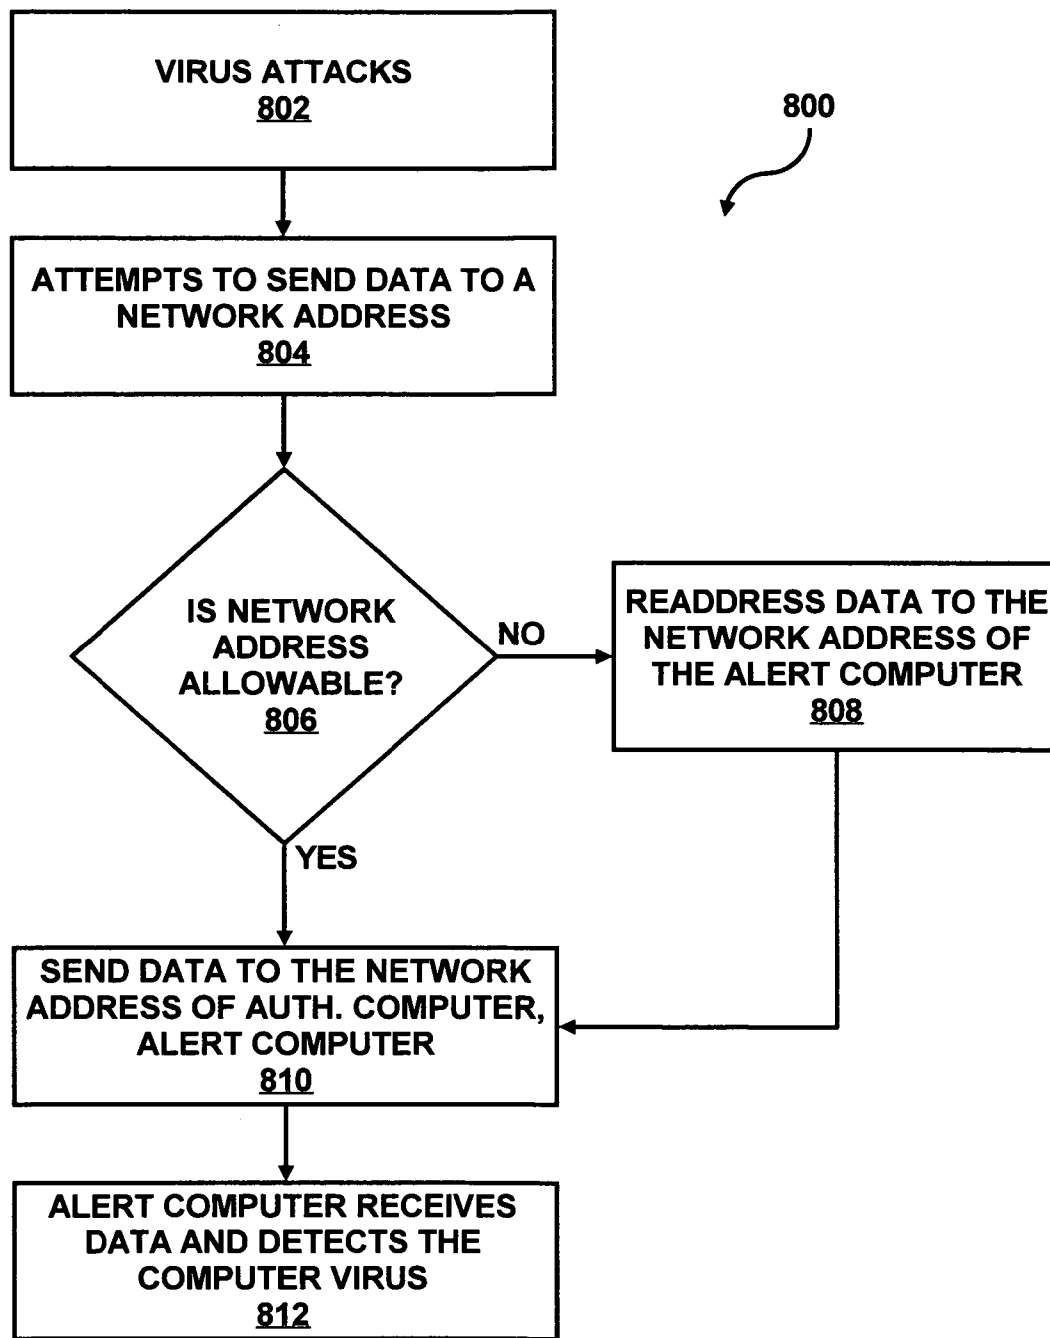 VIRUS ATTACKS
802
800
ATTEMPTS TO SEND DATA TO A
NETWORK ADDRESS
804
IS NETWORK
ADDRESS
ALLOWABLE?
806
NO
READDRESS DATA TO THE
NETWORK ADDRESS OF
THE ALERT COMPUTER
808
YES
SEND DATA TO THE NETWORK
ADDRESS OF AUTH. COMPUTER,
ALERT COMPUTER
810
ALERT COMPUTER RECEIVES
DATA AND DETECTS THE
COMPUTER VIRUS
812